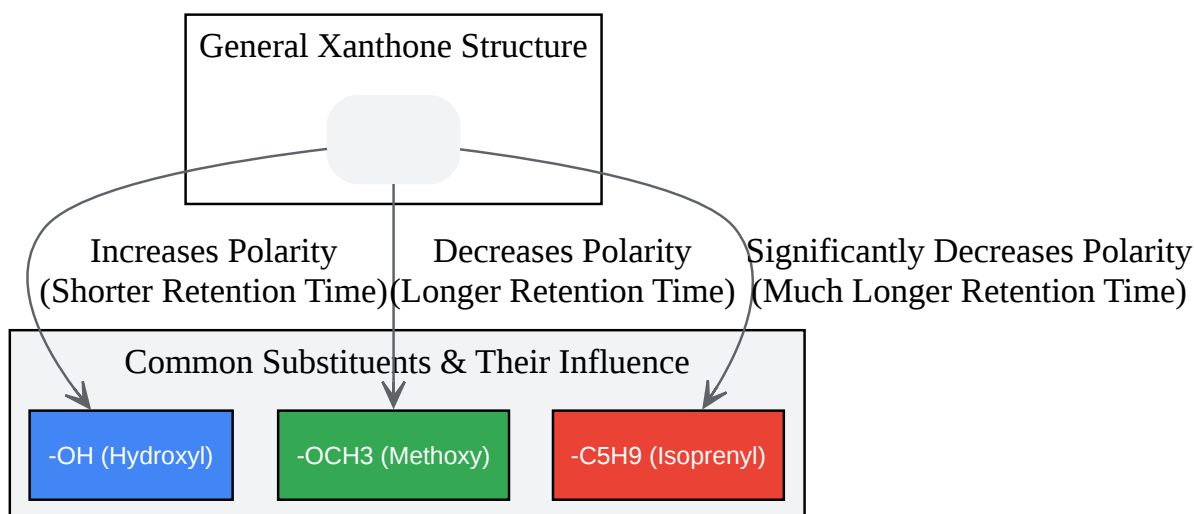 General Xanthone Structure
Increases Polarity
(Shorter Retention Time)
Decreases Polarity
(Longer Retention Time)
Significantly Decreases Polarity
(Much Longer Retention Time)
Common Substituents & Their Influence
-OH (Hydroxyl)
-OCH3 (Methoxy)
-C5H9 (Isoprenyl)